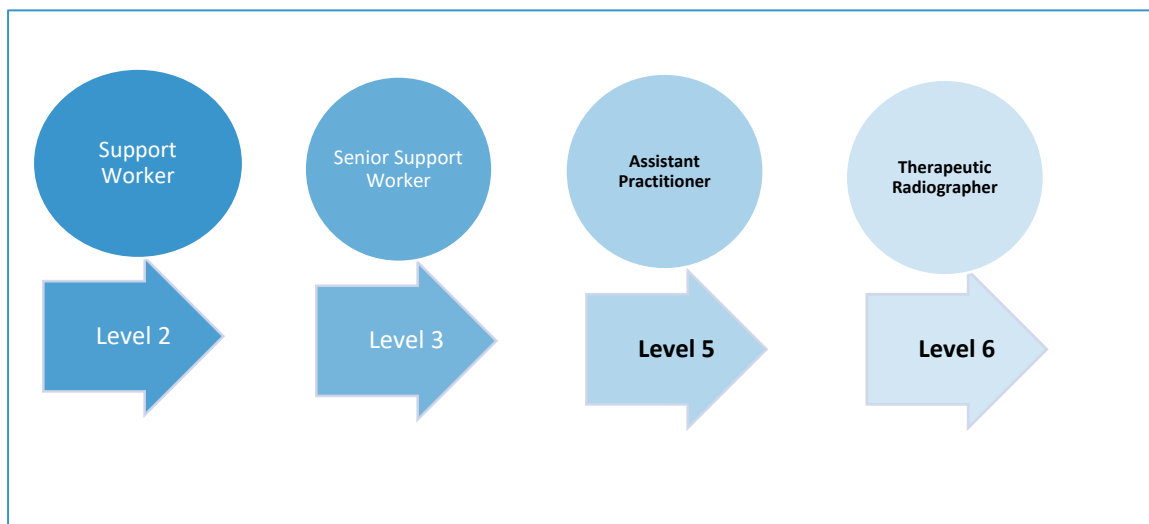 Support
Worker
Senior Support
Worker
Assistant
Practitioner
Therapeutic
Radiographer
Level 2
Level 3
Level 5
Level 6